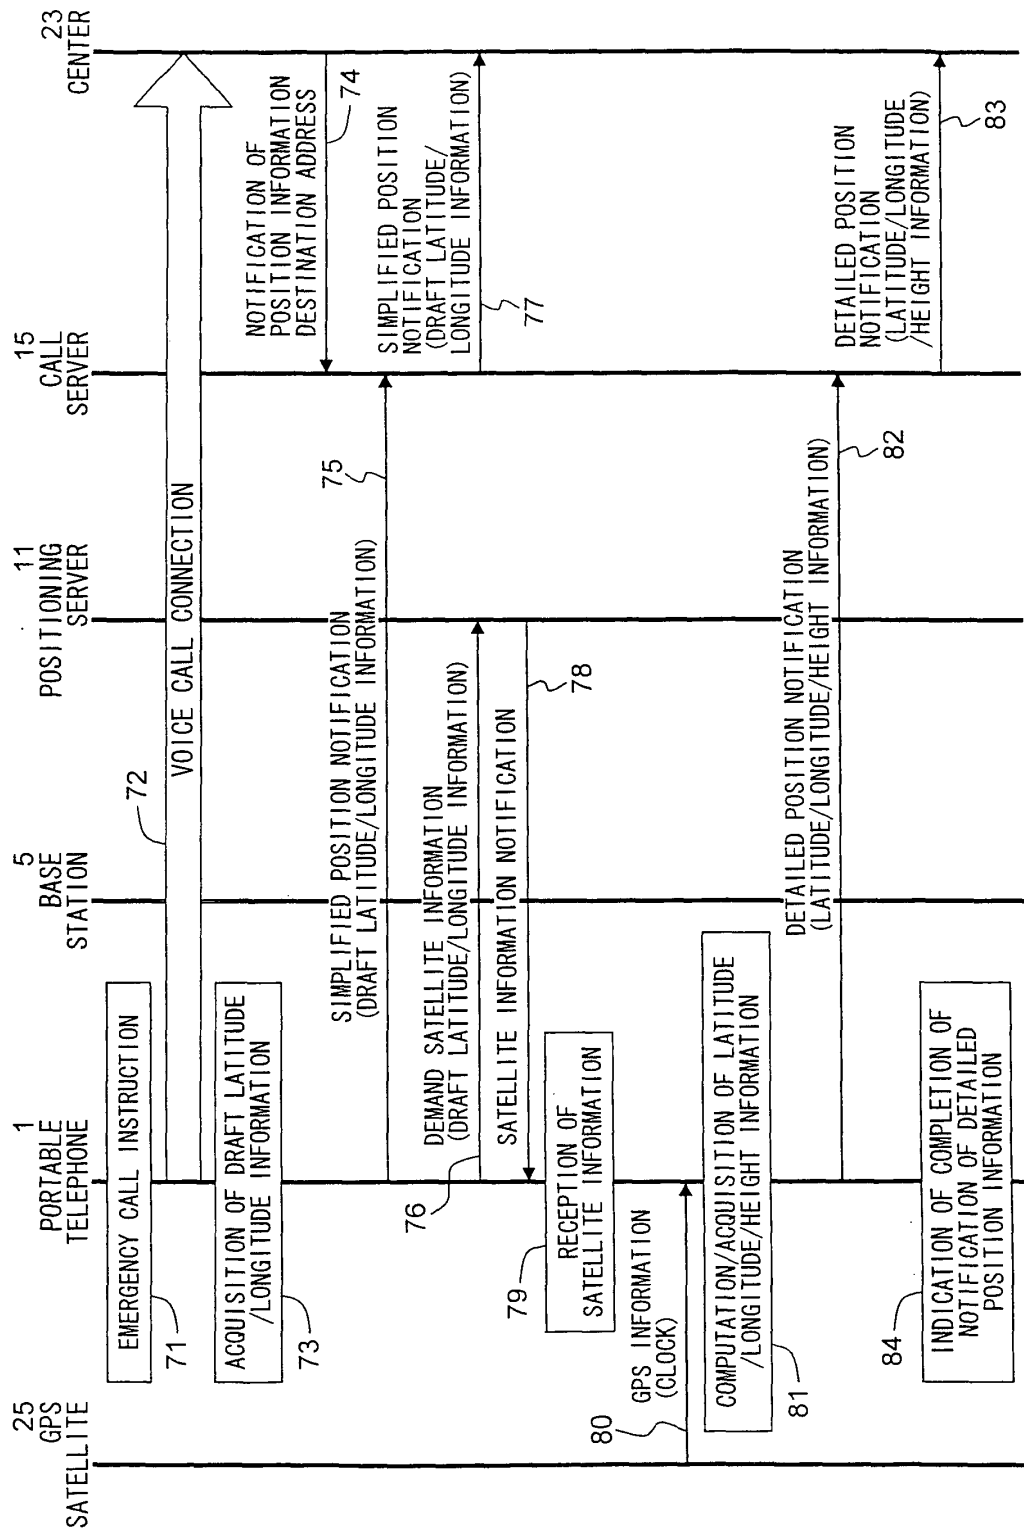 25
GPS
SATELLITE
1
PORTABLE
TELEPHONE
5
BASE
STATION
11
POSITIONING
SERVER
15
CALL
SERVER
23
CENTER
EMERGENCY CALL INSTRUCTION
71
72
VOICE CALL CONNECTION
ACQUISITION OF DRAFT LATITUDE
/LONGITUDE INFORMATION
73
NOTIFICATION OF
POSITION INFORMATION
DESTINATION ADDRESS
74
SIMPLIFIED POSITION NOTIFICATION
(DRAFT LATITUDE/LONGITUDE INFORMATION)
75
SIMPLIFIED POSITION
NOTIFICATION
(DRAFT LATITUDE/
LONGITUDE INFORMATION)
77
DEMAND SATELLITE INFORMATION
(DRAFT LATITUDE/LONGITUDE INFORMATION)
76
SATELLITE INFORMATION NOTIFICATION
78
RECEPTION OF
SATELLITE INFORMATION
79
GPS INFORMATION
(CLOCK)
80
COMPUTATION/ACQUISITION OF LATITUDE
/LONGITUDE/HEIGHT INFORMATION
81
DETAILED POSITION NOTIFICATION
(LATITUDE/LONGITUDE/HEIGHT INFORMATION)
82
DETAILED POSITION
NOTIFICATION
(LATITUDE/LONGITUDE
/HEIGHT INFORMATION)
83
INDICATION OF COMPLETION OF
NOTIFICATION OF DETAILED
POSITION INFORMATION
84